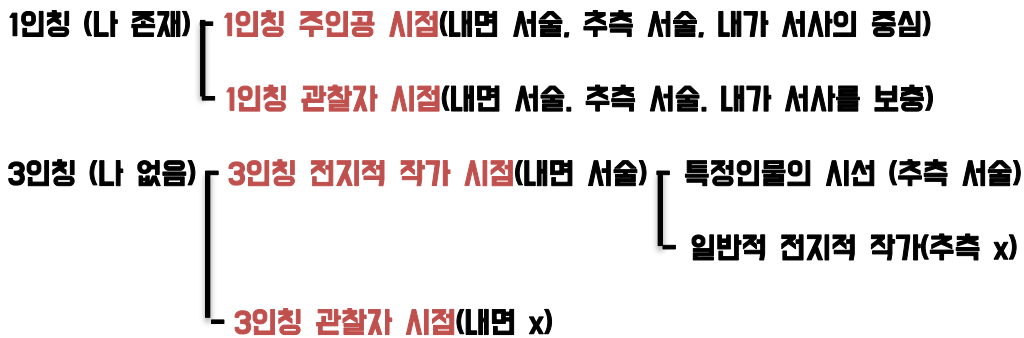 1인칭 (나 존재) 1인칭 주인공 시점(내면 서술, 추측 서술, 내가 서사의 중심)
1인칭 관찰자 시점(내면 서술. 추측 서술. 내가 서사를 보충)
3인칭 (나 없음) 3인칭 전지적 작가 시점(내면 서술) 특정인물의 시선 (추측 서술)
일반적 전지적 작가(추측 x)
3인칭 관찰자 시점(내면 x)